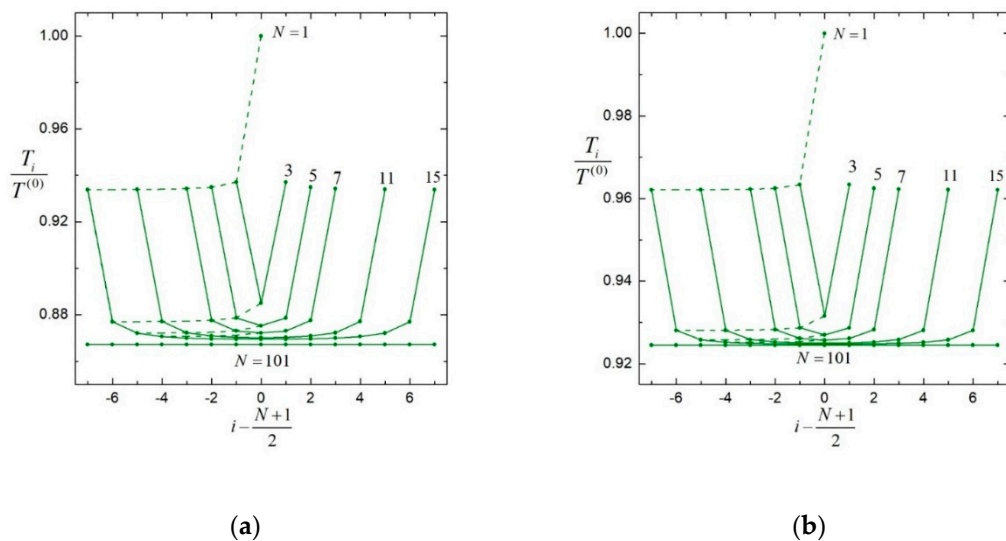 1.00
0.96
0.92
0.88
T_i
T^(0)
N = 1
3 5 7 11 15
N = 101
-6 -4 -2 0 2 4 6
i - N + 1
2
(a)
1.00
0.98
0.96
0.94
0.92
T_i
T^(0)
N = 1
3 5 7 11 15
N = 101
-6 -4 -2 0 2 4 6
i - N + 1
2
(b)